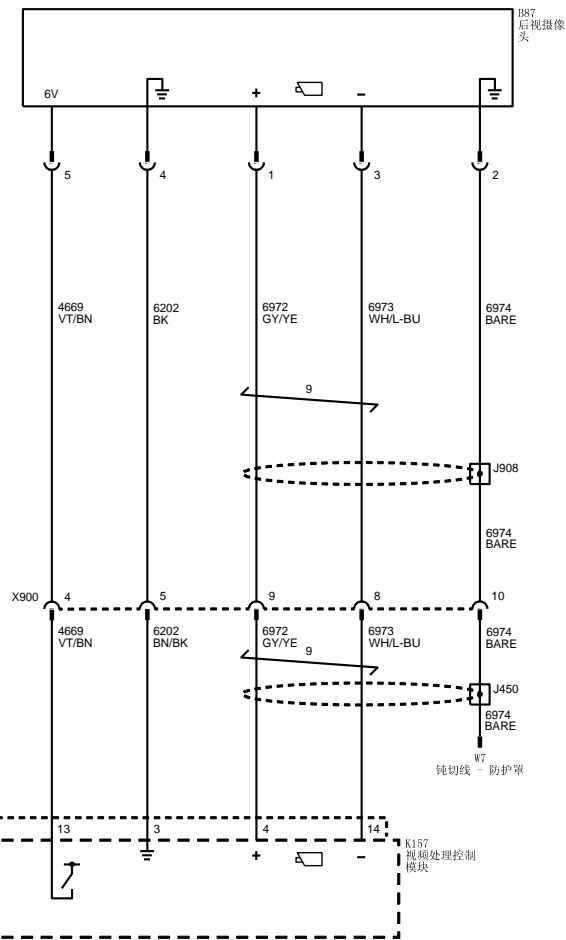 B87
后视摄像
头
6V
+
−
5
4
1
3
2
4669
VT/BN
6202
BK
6972
GY/YE
6973
WH/L-BU
6974
BARE
9
J908
6974
BARE
X900
4
5
9
8
10
4669
VT/BN
6202
BN/BK
6972
GY/YE
6973
WH/L-BU
6974
BARE
9
J450
6974
BARE
W7
钝切线 - 防护罩
13
3
4
14
K157
视频处理控制
模块
+
−